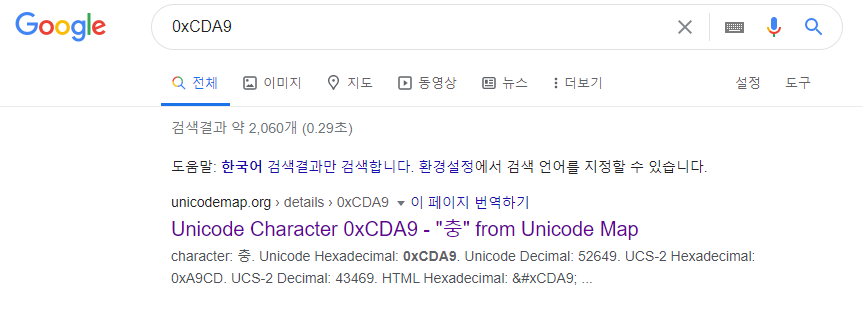 Google 0xCDA9
전체 이미지 지도 동영상 뉴스 더보기 설정 도구
검색결과 약 2,060개 (0.29초)
도움말: 한국어 검색결과만 검색합니다. 환경설정에서 검색 언어를 지정할 수 있습니다.
unicodemap.org › details › 0xCDA9 ▾ 이 페이지 번역하기
Unicode Character 0xCDA9 - "충" from Unicode Map
character: 충. Unicode Hexadecimal: 0xCDA9. Unicode Decimal: 52649. UCS-2 Hexadecimal:
0xA9CD. UCS-2 Decimal: 43469. HTML Hexadecimal: &#xCDA9; ...